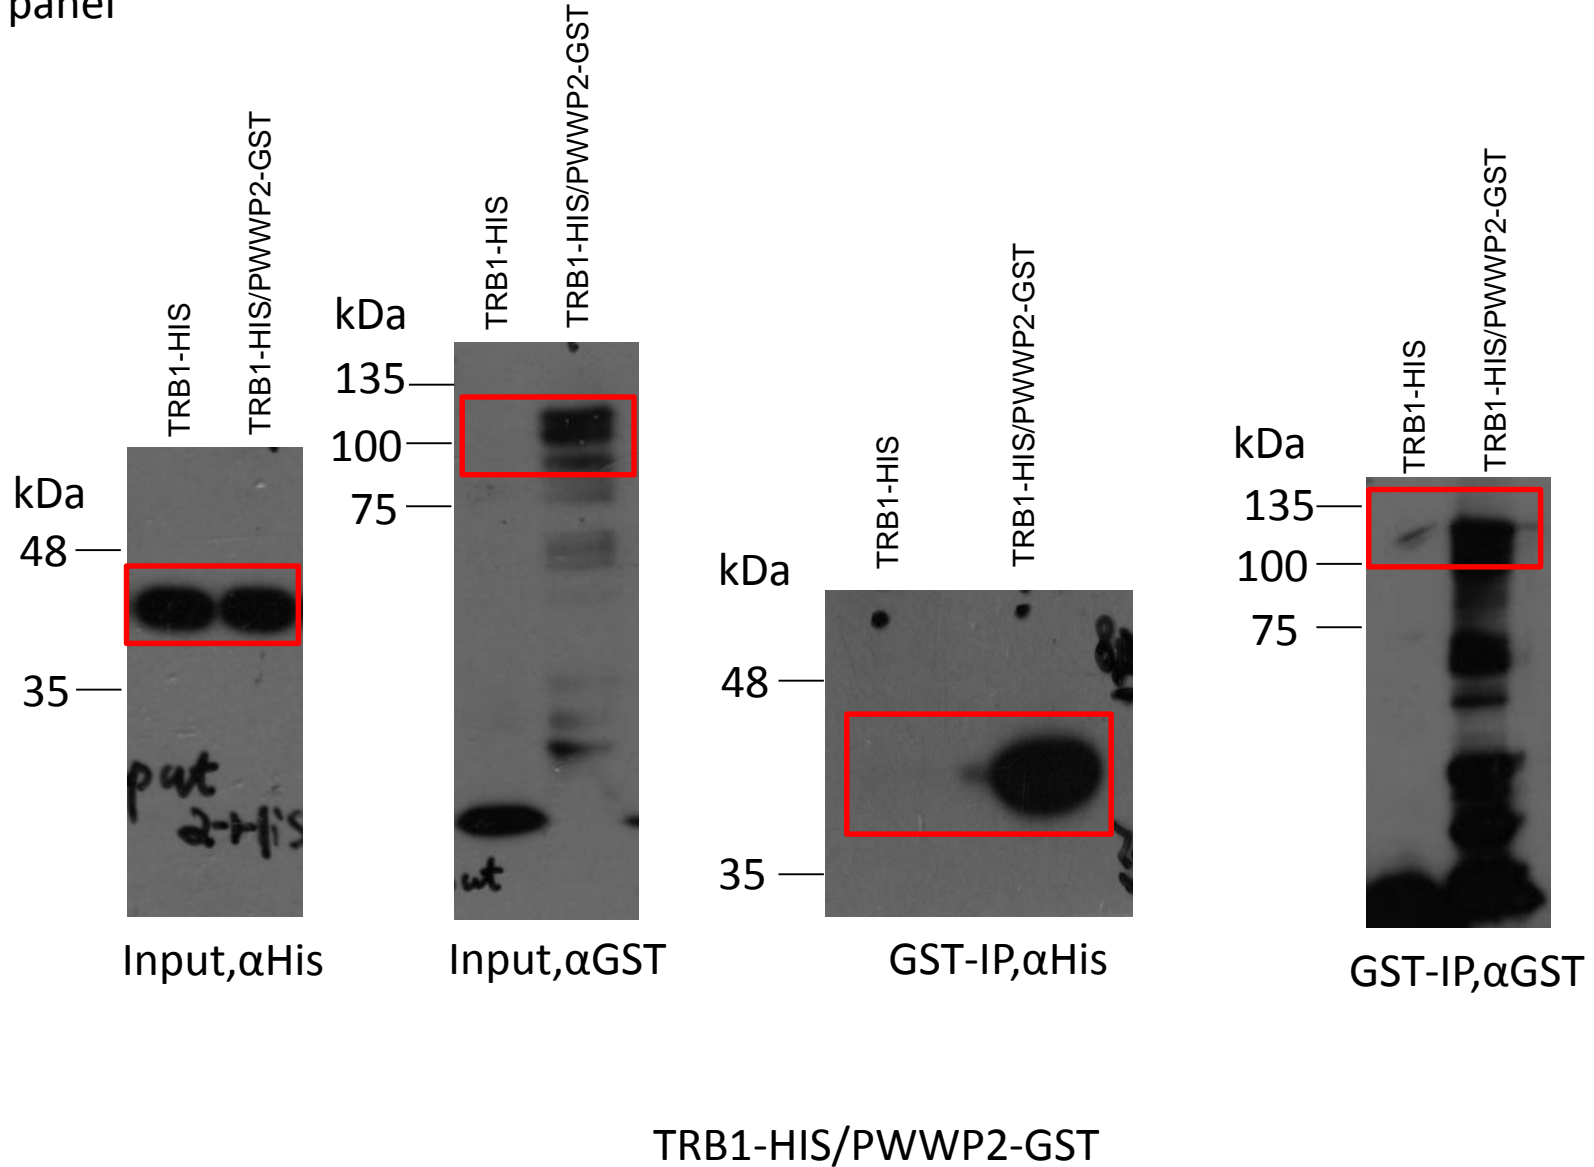 panel
TRB1-HIS
TRB1-HIS/PWWP2-GST
kDa
48
35
put
2-His
Input,αHis
TRB1-HIS
TRB1-HIS/PWWP2-GST
kDa
135
100
75
ut
Input,αGST
TRB1-HIS
TRB1-HIS/PWWP2-GST
kDa
48
35
GST-IP,αHis
TRB1-HIS
TRB1-HIS/PWWP2-GST
kDa
135
100
75
GST-IP,αGST
TRB1-HIS/PWWP2-GST